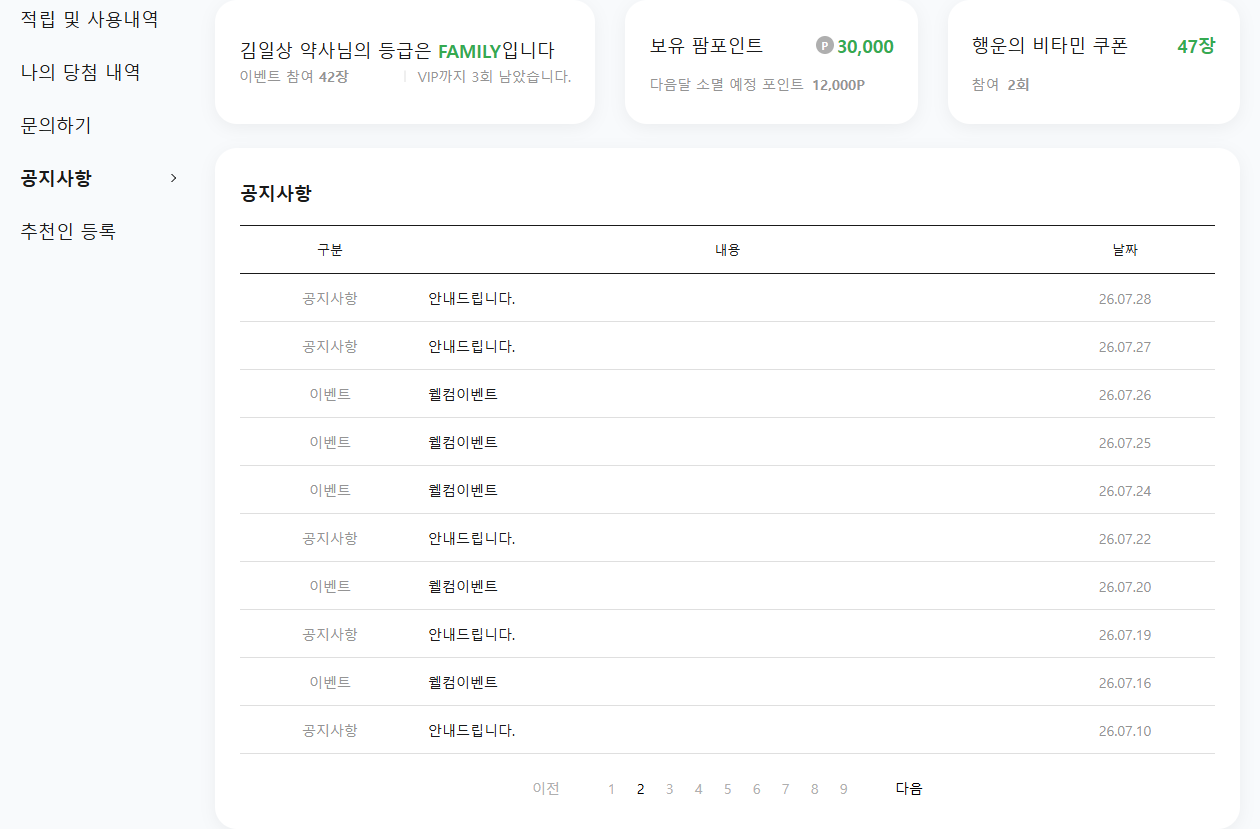 적립 및 사용내역
나의 당첨 내역
문의하기
공지사항
추천인 등록
김일상 약사님의 등급은 FAMILY입니다
이벤트 참여 42장 VIP까지 3회 남았습니다.
보유 팜포인트 P 30,000
다음달 소멸 예정 포인트 12,000P
행운의 비타민 쿠폰 47장
참여 2회
공지사항
구분 내용 날짜
공지사항 안내드립니다. 26.07.28
공지사항 안내드립니다. 26.07.27
이벤트 웰컴이벤트 26.07.26
이벤트 웰컴이벤트 26.07.25
이벤트 웰컴이벤트 26.07.24
공지사항 안내드립니다. 26.07.22
이벤트 웰컴이벤트 26.07.20
공지사항 안내드립니다. 26.07.19
이벤트 웰컴이벤트 26.07.16
공지사항 안내드립니다. 26.07.10
이전 1 2 3 4 5 6 7 8 9 다음